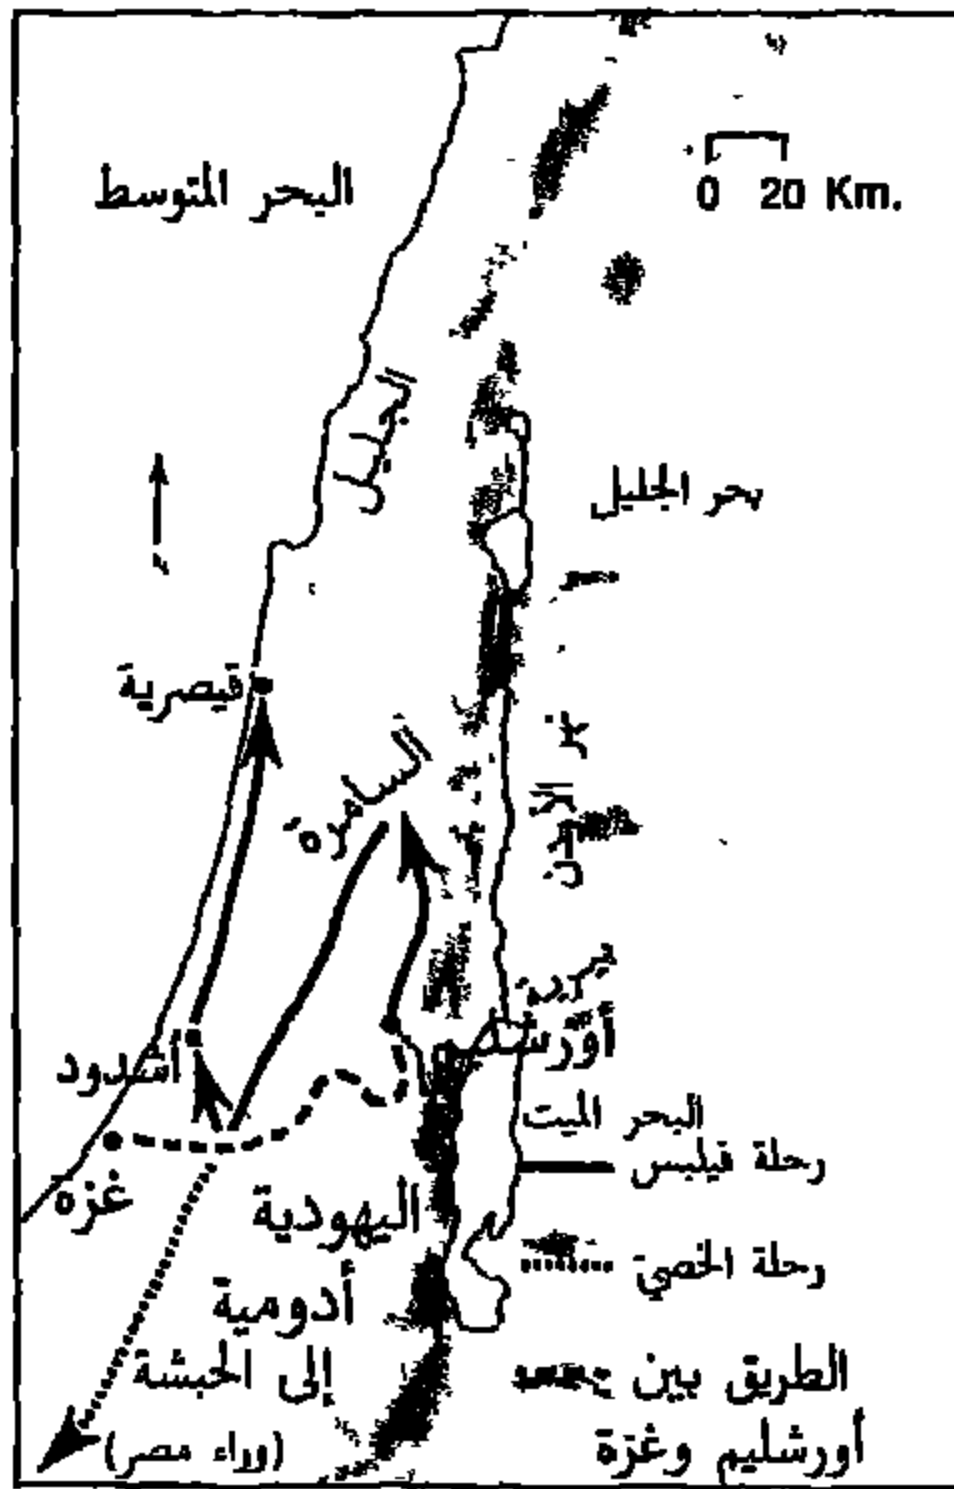 البحر المتوسط
0 20 Km.
الجليل
بحر الجليل
قيصرية
السامرة
نهر الأردن
أشدود
البحر الميت
غزة
رحلة فيلبس
اليهودية
رحلة الخصي
أدومية
إلى الحبشة
(وراء مصر)
الطريق بين
أورشليم وغزة